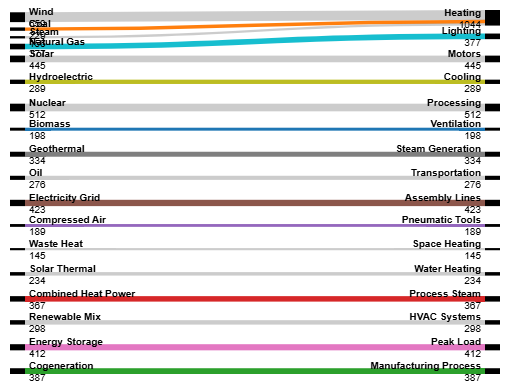 Wind
Heating
Coal
1044
Steam
Lighting
Natural Gas
377
Solar
Motors
445
445
Hydroelectric
Cooling
289
289
Nuclear
Processing
512
512
Biomass
Ventilation
198
198
Geothermal
Steam Generation
334
334
Oil
Transportation
276
276
Electricity Grid
Assembly Lines
423
423
Compressed Air
Pneumatic Tools
189
189
Waste Heat
Space Heating
145
145
Solar Thermal
Water Heating
234
234
Combined Heat Power
Process Steam
367
367
Renewable Mix
HVAC Systems
298
298
Energy Storage
Peak Load
412
412
Cogeneration
Manufacturing Process
387
387